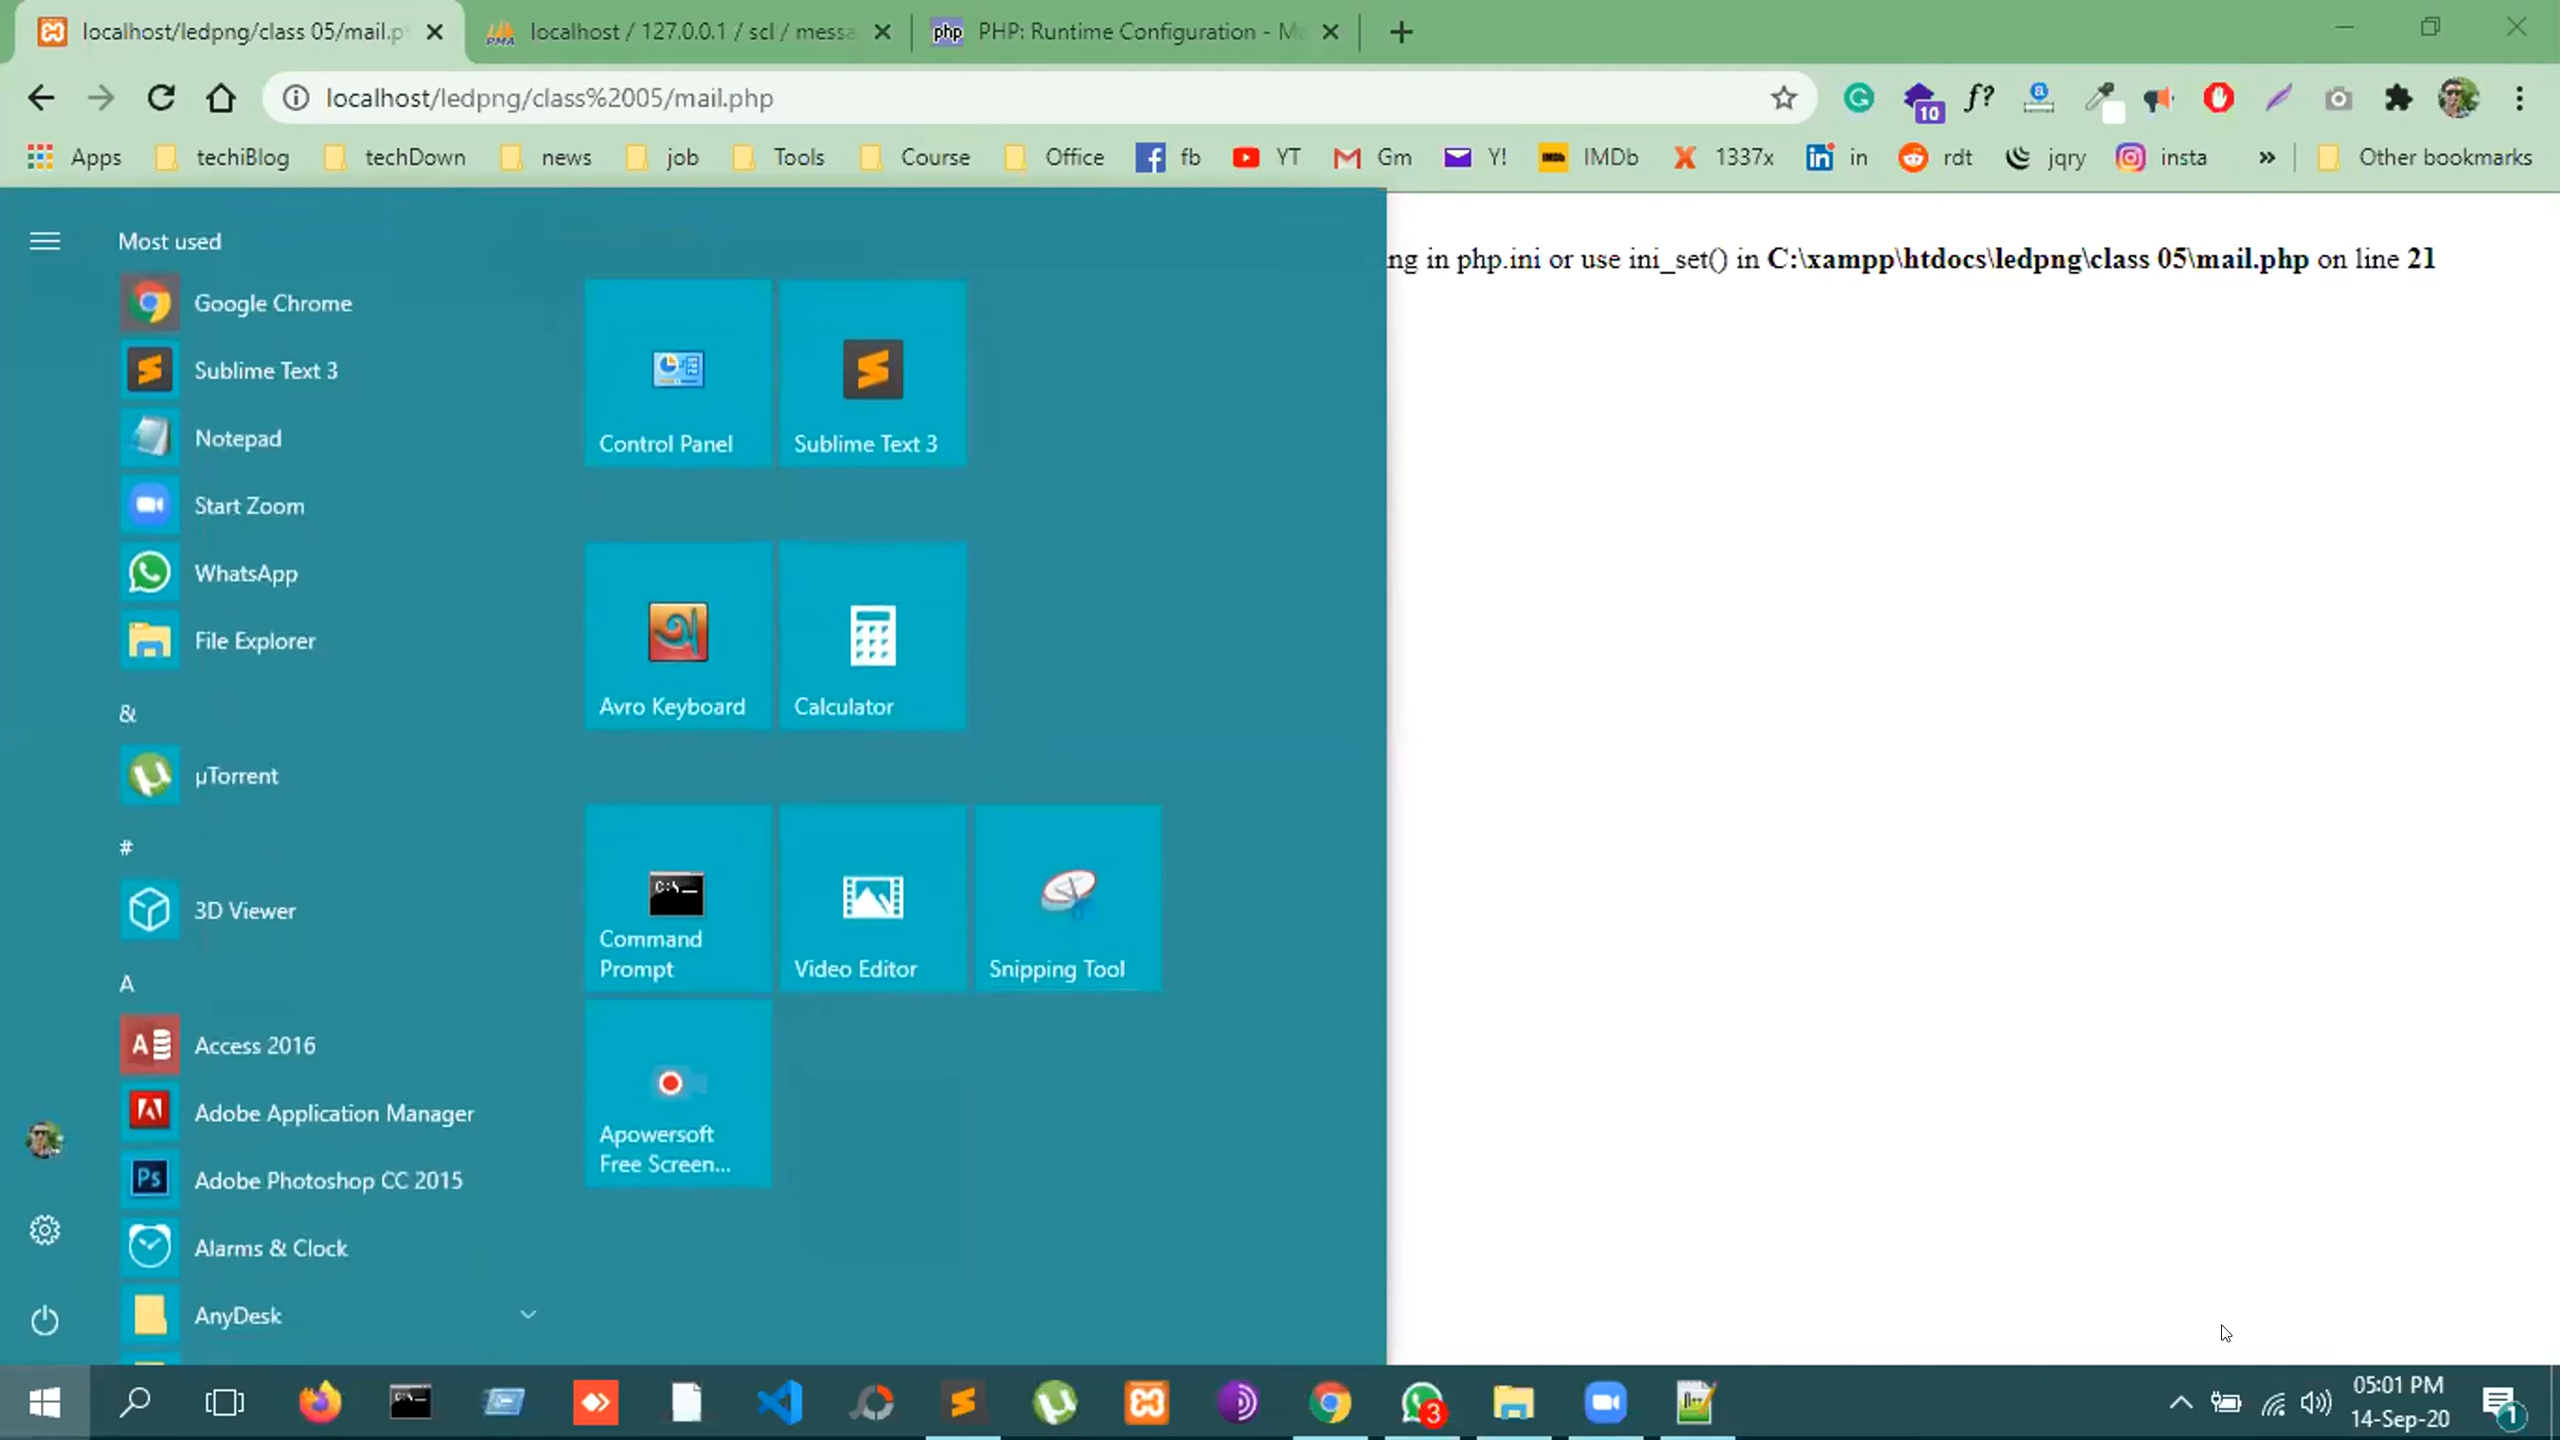 localhost/ledpng/class 05/mail.p
localhost / 127.0.0.1 / scl / messa
php
PHP: Runtime Configuration - M
localhost/ledpng/class%2005/mail.php
10
f?
Apps
techiBlog
techDown
news
job
Tools
Course
Office
fb
YT
Gm
Y!
IMDb
1337x
in
rdt
jqry
insta
»
Other bookmarks
ng in php.ini or use ini_set() in C:\xampp\htdocs\ledpng\class 05\mail.php on line 21
Most used
Google Chrome
Sublime Text 3
Notepad
Start Zoom
WhatsApp
File Explorer
&
µTorrent
#
3D Viewer
A
Access 2016
Adobe Application Manager
Adobe Photoshop CC 2015
Alarms & Clock
AnyDesk
Control Panel
Sublime Text 3
Avro Keyboard
Calculator
Command
Prompt
Video Editor
Snipping Tool
Apowersoft
Free Screen...
3
05:01 PM
14-Sep-20
1